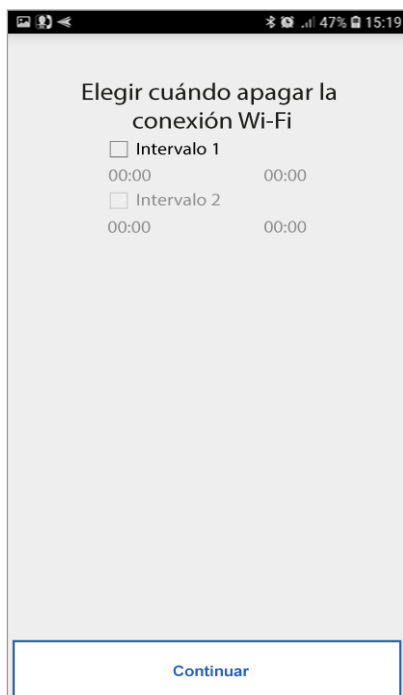 47% 15:19
Elegir cuándo apagar la
conexión Wi-Fi
Intervalo 1
00:00 00:00
Intervalo 2
00:00 00:00
Continuar